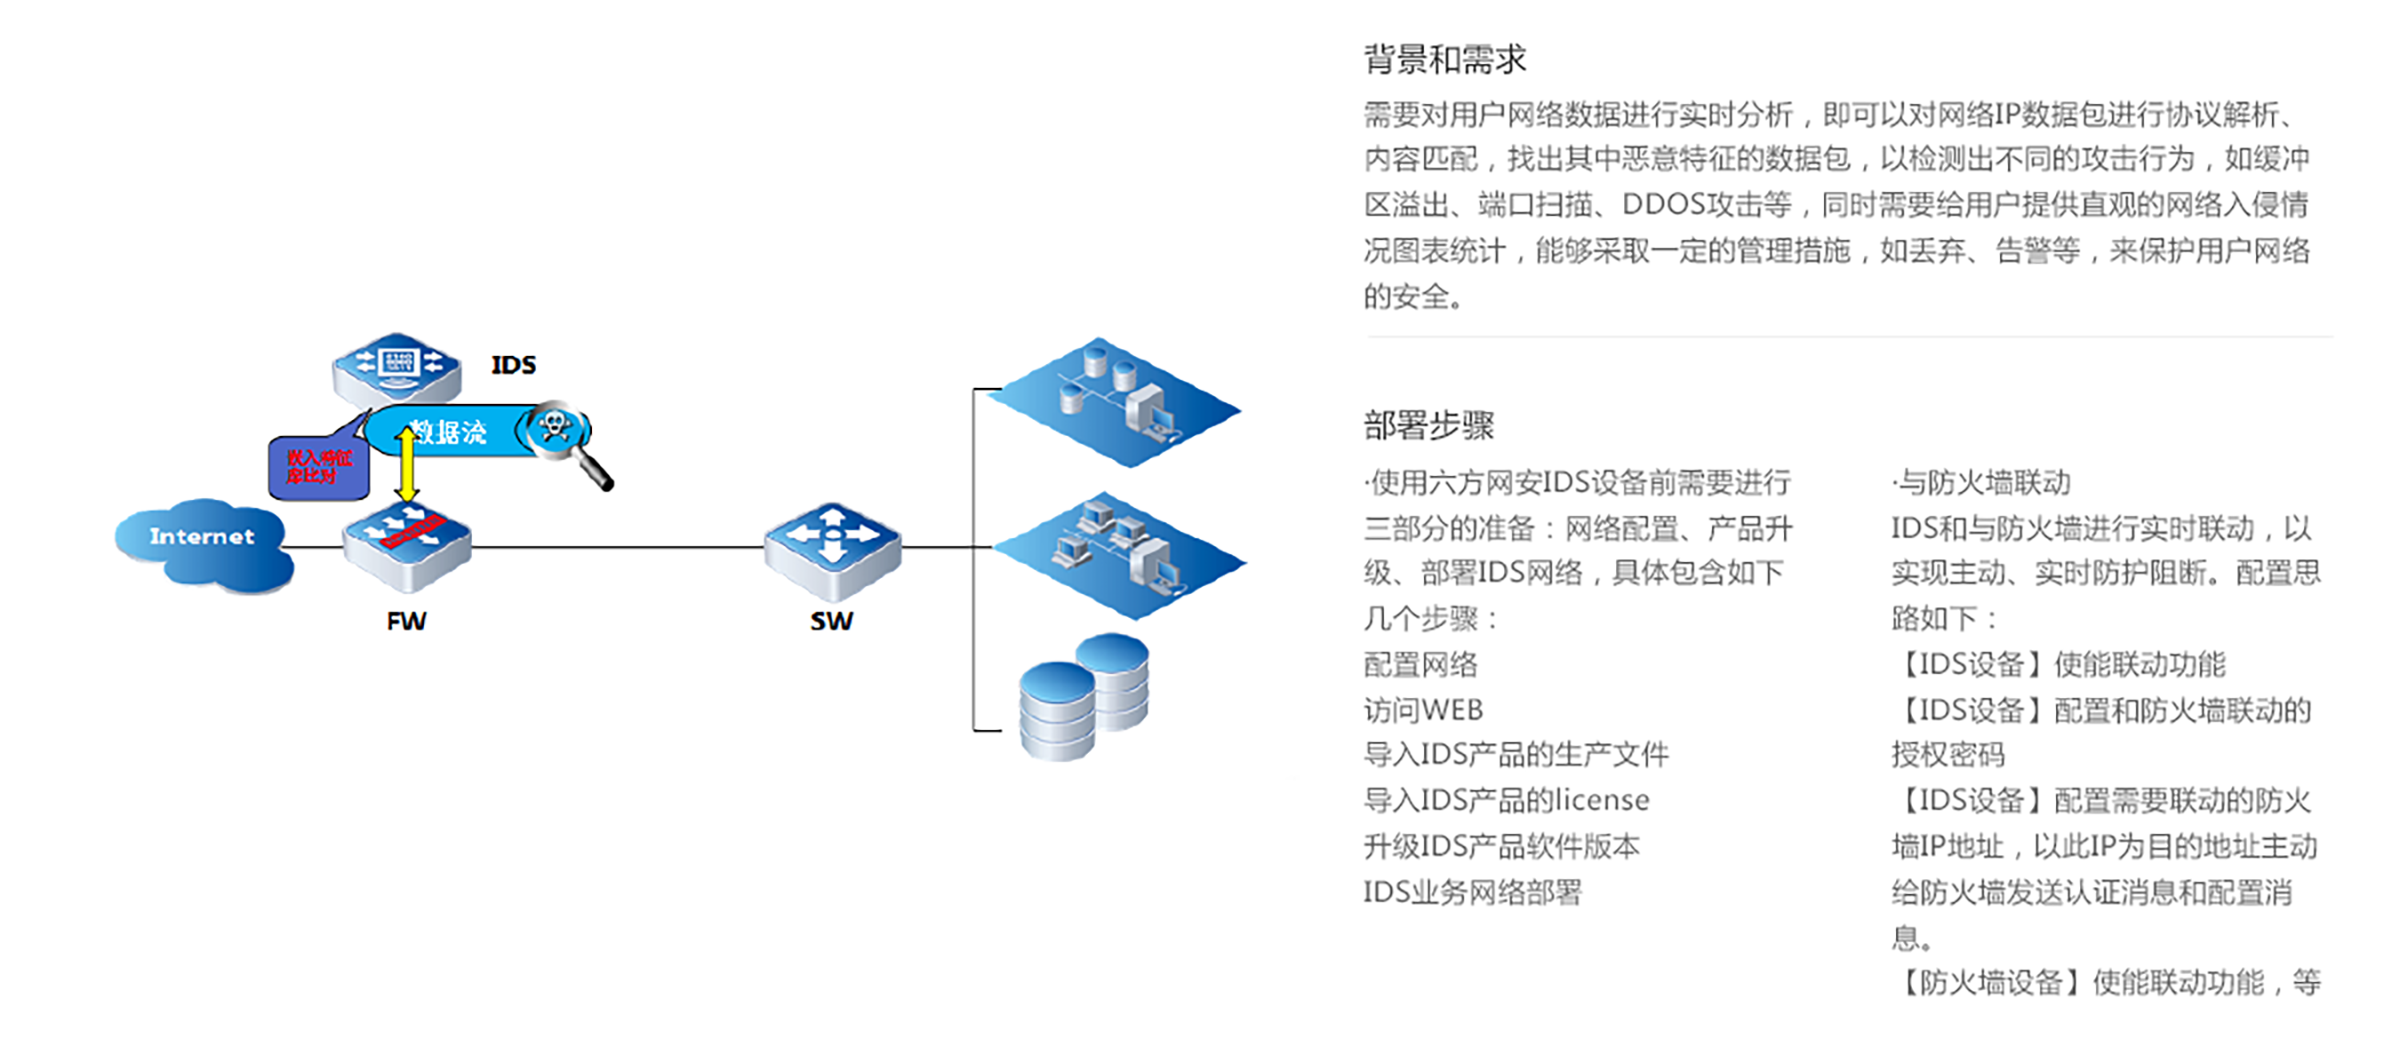 IDS
数据流
嵌入特征
库比对
Internet
FW
SW
背景和需求
需要对用户网络数据进行实时分析，即可以对网络IP数据包进行协议解析、
内容匹配，找出其中恶意特征的数据包，以检测出不同的攻击行为，如缓冲
区溢出、端口扫描、DDOS攻击等，同时需要给用户提供直观的网络入侵情
况图表统计，能够采取一定的管理措施，如丢弃、告警等，来保护用户网络
的安全。
部署步骤
·使用六方网安IDS设备前需要进行
三部分的准备：网络配置、产品升
级、部署IDS网络，具体包含如下
几个步骤：
配置网络
访问WEB
导入IDS产品的生产文件
导入IDS产品的license
升级IDS产品软件版本
IDS业务网络部署
·与防火墙联动
IDS和与防火墙进行实时联动，以
实现主动、实时防护阻断。配置思
路如下：
【IDS设备】使能联动功能
【IDS设备】配置和防火墙联动的
授权密码
【IDS设备】配置需要联动的防火
墙IP地址，以此IP为目的地址主动
给防火墙发送认证消息和配置消
息。
【防火墙设备】使能联动功能，等